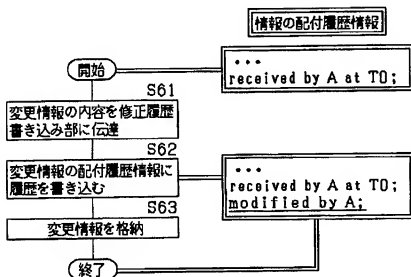 情報の配付履歴情報
開始
•••
received by A at T0;
S61
変更情報の内容を修正履歴
書き込み部に伝達
S62
変更情報の配付履歴情報に
履歴を書き込む
•••
received by A at T0;
modified by A;
S63
変更情報を格納
終了